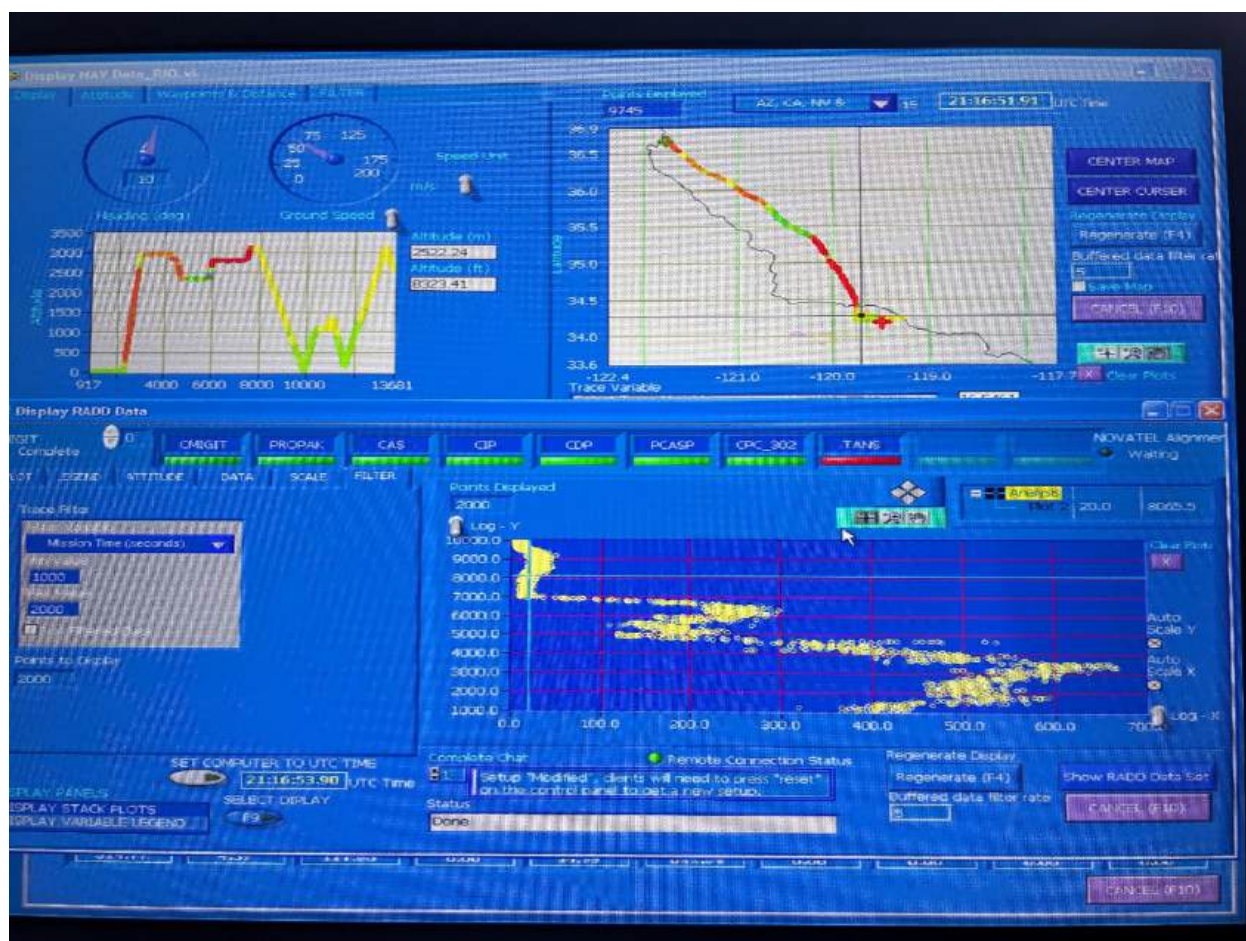 Display NAV Data_RIO.vi
Display Attitude Waypoints & Distance FILTER
Points Displayed
9745
AZ, CA, NV &
15
21:16:51.91 UTC Time
10
Heading (deg)
0 25 50 75 125 175 200
Ground Speed
Speed Unit
m/s
Altitude (m)
2522.24
Altitude (ft)
8323.41
Altitude
3500
3000
2500
2000
1500
1000
500
0
917 4000 6000 8000 10000 13681
Latitude
36.9
36.5
36.0
35.5
35.0
34.5
34.0
33.6
-122.4 -121.0 -120.0 -119.0 -117.7
Trace Variable
CENTER MAP
CENTER CURSER
Regenerate Display
Regenerate (F4)
Buffered data filter rat
5
Save Map
CANCEL (F10)
X Clear Plots
Display RADD Data
Complete
0
CMIGIT PROPAK CAS CIP CDP PCASP CPC_302 TANS
NOVATEL Alignmen
Waiting
LEGEND ATTITUDE DATA SCALE FILTER
Trace Filter
Mission Time (seconds)
1000
2000
Points to Display
2000
Points Displayed
2000
Log - Y
Analysis
Plot 2 20.0 8065.5
Clear Plots
X
10000.0
9000.0
8000.0
7000.0
6000.0
5000.0
4000.0
3000.0
2000.0
1000.0
0.0 100.0 200.0 300.0 400.0 500.0 600.0
Auto
Scale Y
Auto
Scale X
Log - X
SET COMPUTER TO UTC TIME
21:16:53.90 UTC Time
DISPLAY PANELS
DISPLAY STACK PLOTS
DISPLAY VARIABLE LEGEND
SELECT DIPLAY
F9
Complete Chat
Remote Connection Status
Setup "Modified", clients will need to press "reset"
on the control panel to get a new setup.
Status
Done
Regenerate Display
Regenerate (F4)
Buffered data filter rate
5
Show RADD Data Set
CANCEL (F10)
CANCEL (F10)